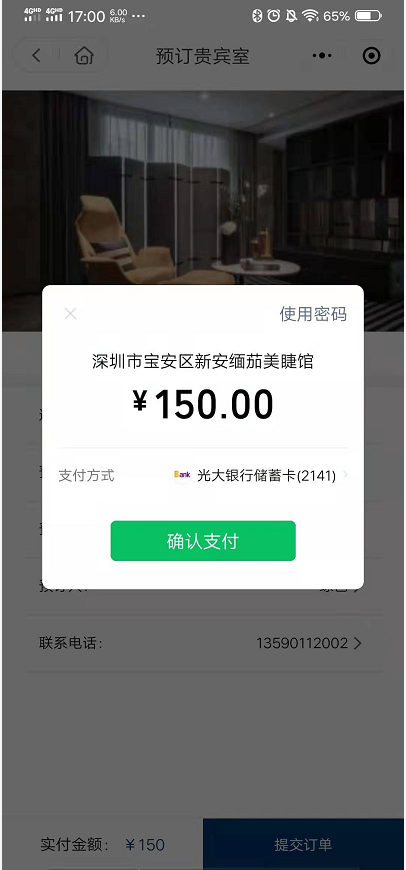 4GHD 4GHD 17:00 6.00 KB/s ... 65%
预订贵宾室
使用密码
深圳市宝安区新安缅茄美睫馆
¥150.00
支付方式 Bank 光大银行储蓄卡(2141)
确认支付
联系电话: 13590112002
实付金额: ¥150 提交订单